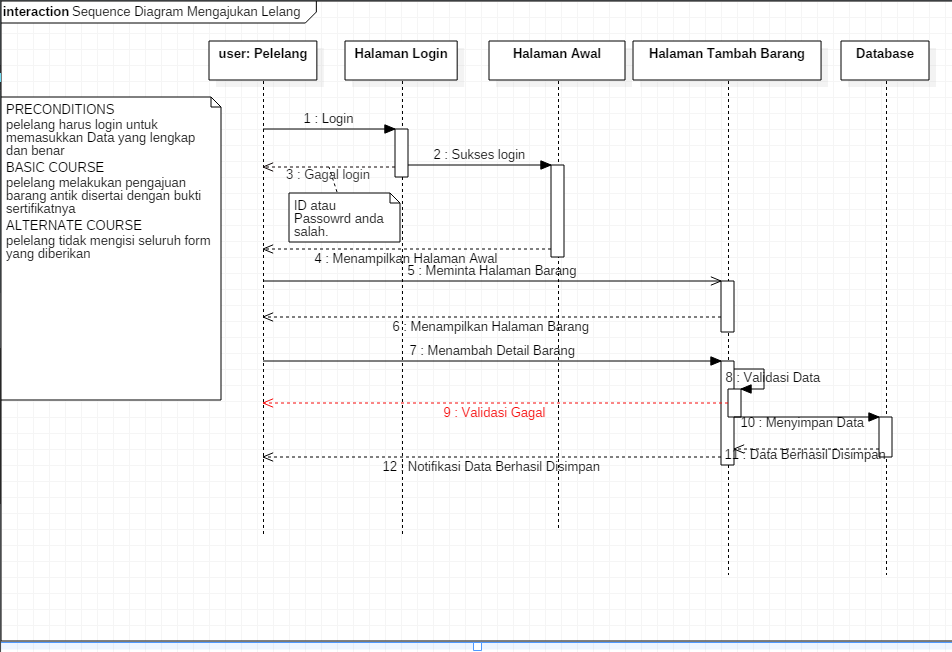 interaction Sequence Diagram Mengajukan Lelang
user: Pelelang
Halaman Login
Halaman Awal
Halaman Tambah Barang
Database
PRECONDITIONS
pelelang harus login untuk
memasukkan Data yang lengkap
dan benar
BASIC COURSE
pelelang melakukan pengajuan
barang antik disertai dengan bukti
sertifikatnya
ALTERNATE COURSE
pelelang tidak mengisi seluruh form
yang diberikan
1 : Login
2 : Sukses login
3 : Gagal login
ID atau
Passowrd anda
salah.
4 : Menampilkan Halaman Awal
5 : Meminta Halaman Barang
6 : Menampilkan Halaman Barang
7 : Menambah Detail Barang
8 : Validasi Data
9 : Validasi Gagal
10 : Menyimpan Data
11 : Data Berhasil Disimpan
12 : Notifikasi Data Berhasil Disimpan